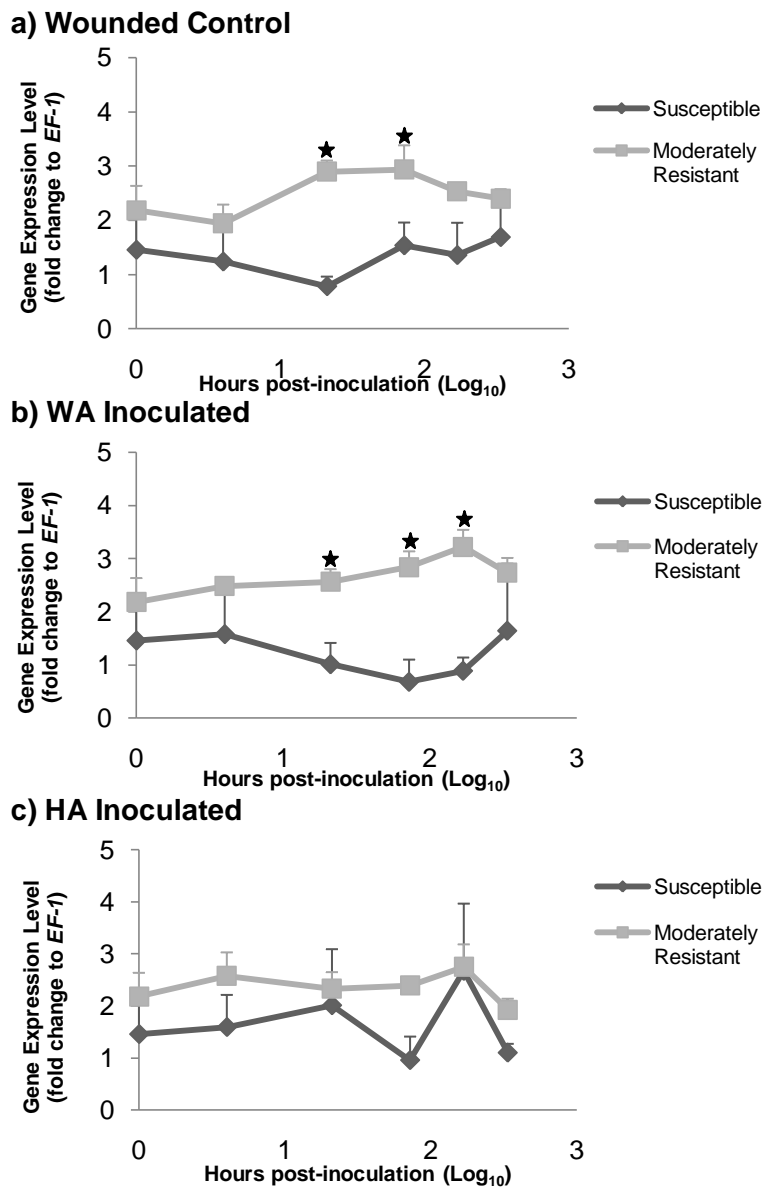 a) Wounded Control
Gene Expression Level
(fold change to EF-1)
5
4
3
2
1
0
0 1 2 3
Hours post-inoculation (Log10)
Susceptible
Moderately
Resistant
b) WA Inoculated
Gene Expression Level
(fold change to EF-1)
5
4
3
2
1
0
0 1 2 3
Hours post-inoculation (Log10)
Susceptible
Moderately
Resistant
c) HA Inoculated
Gene Expression Level
(fold change to EF-1)
5
4
3
2
1
0
0 1 2 3
Hours post-inoculation (Log10)
Susceptible
Moderately
Resistant